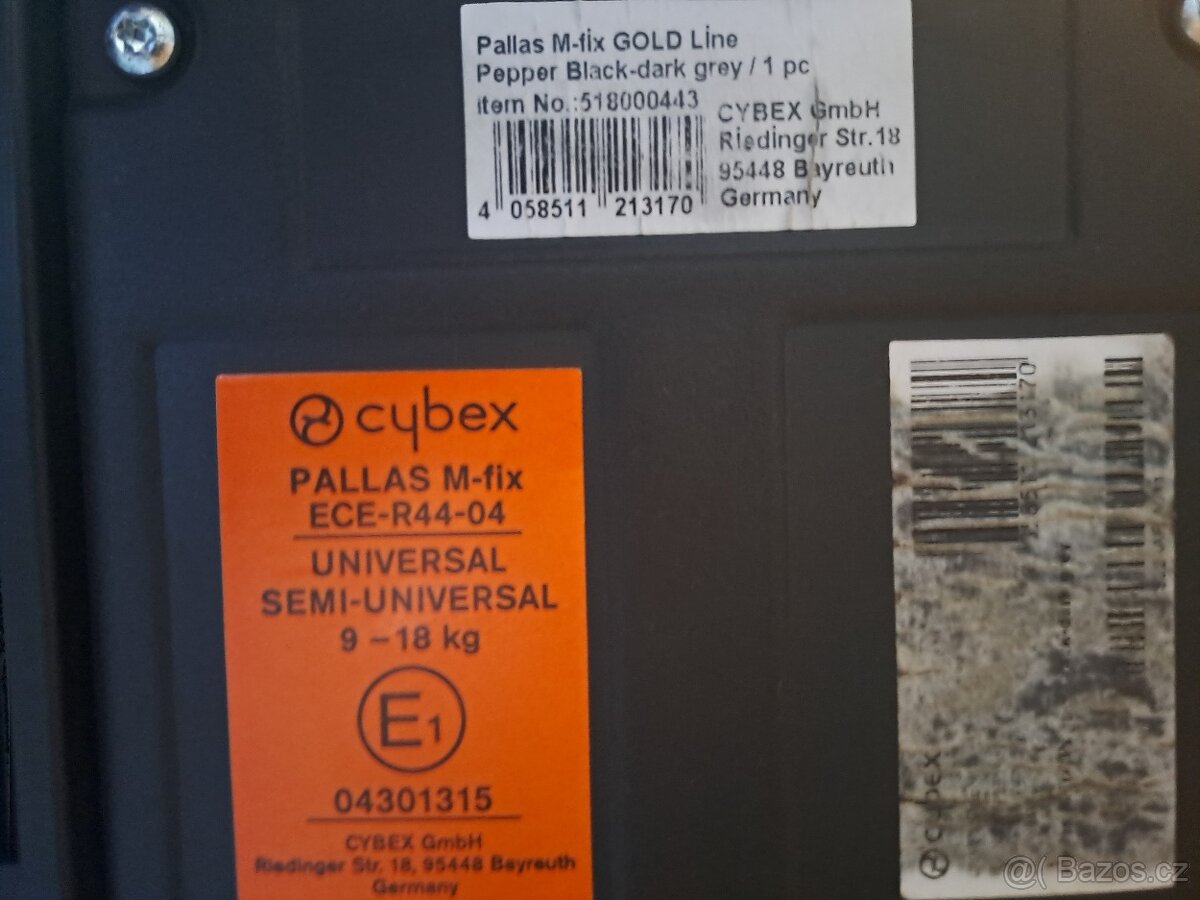 Pallas M-fix GOLD Line
Pepper Black-dark grey / 1 pc
item No.:518000443
CYBEX GmbH
Riedinger Str.18
95448 Bayreuth
Germany
4 058511 213170
cybex
PALLAS M-fix
ECE-R44-04
UNIVERSAL
SEMI-UNIVERSAL
9 – 18 kg
E1
04301315
CYBEX GmbH
Riedinger Str. 18, 95448 Bayreuth
Germany
cybex
@( Bazos.cz